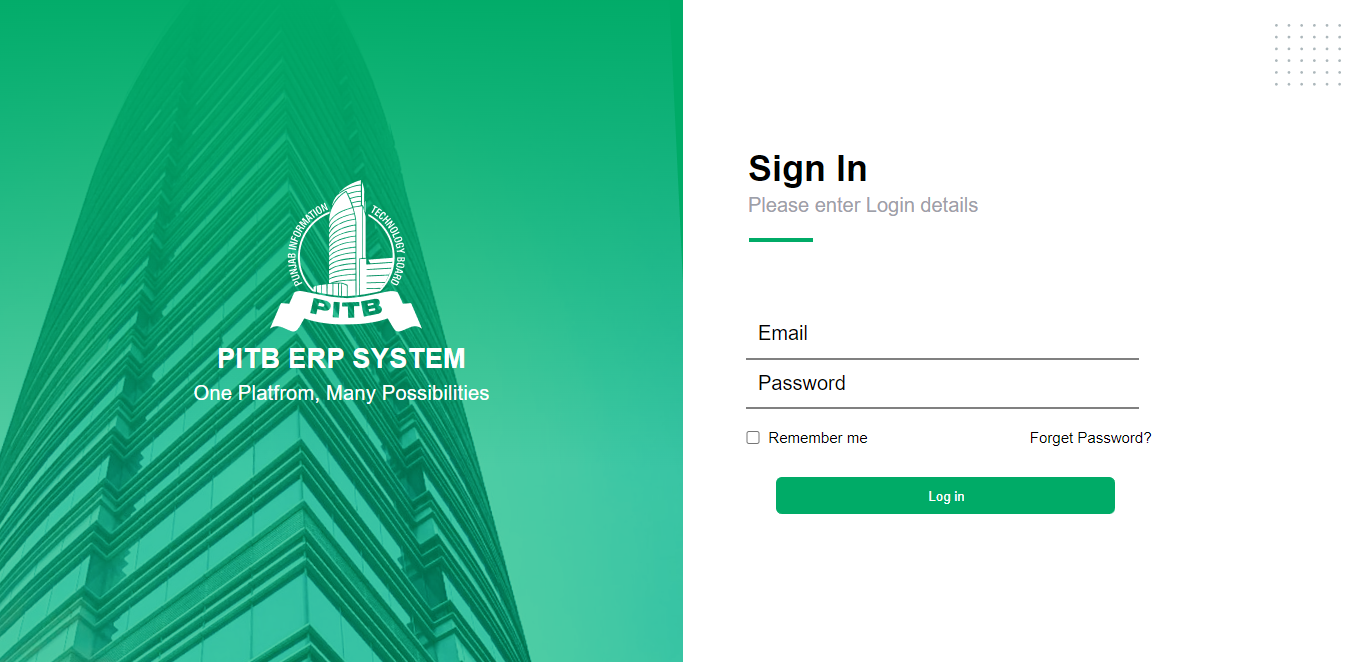 PUNJAB INFORMATION TECHNOLOGY BOARD
PITB
PITB ERP SYSTEM
One Platfrom, Many Possibilities
Sign In
Please enter Login details
Email
Password
Remember me
Forget Password?
Log in